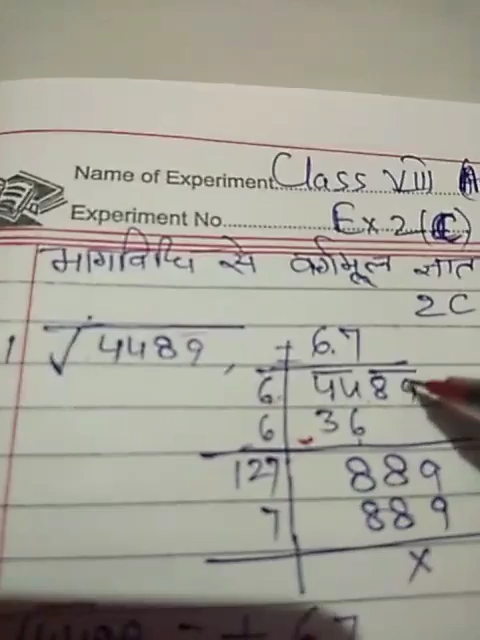 Name of Experiment. Class VIII A
Experiment No. Ex 2 (C)
भागविधि से वर्गमूल ज्ञात
2C
1 √4489, + 6.7
6 4489
6 - 36
127 889
7 889
x